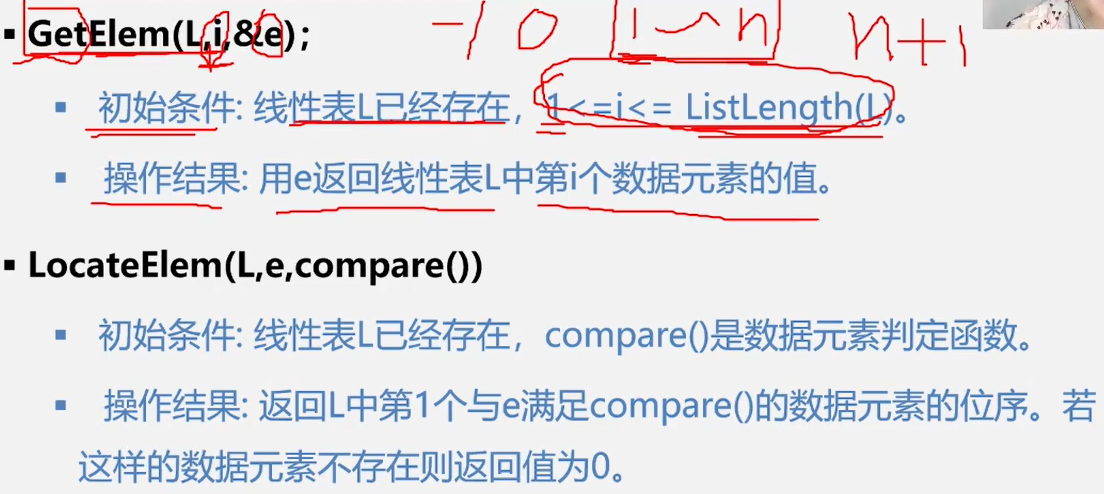 -1 0 1~n n+1
▪ GetElem(L,i,&e);
▪ 初始条件: 线性表L已经存在，1<=i<= ListLength(L)。
▪ 操作结果: 用e返回线性表L中第i个数据元素的值。
▪ LocateElem(L,e,compare())
▪ 初始条件: 线性表L已经存在，compare()是数据元素判定函数。
▪ 操作结果: 返回L中第1个与e满足compare()的数据元素的位序。若
这样的数据元素不存在则返回值为0。